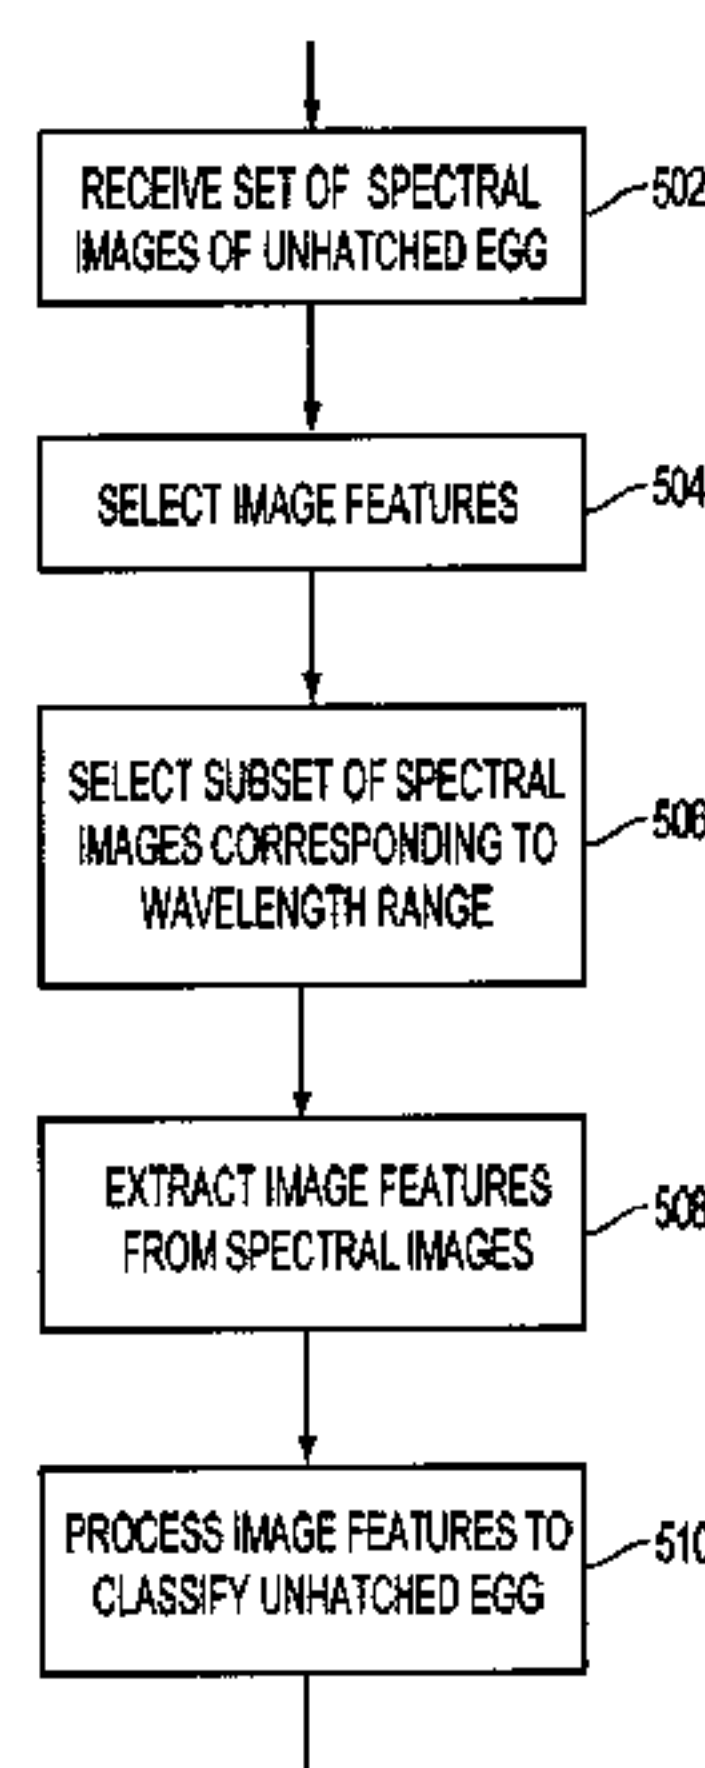 RECEIVE SET OF SPECTRAL
IMAGES OF UNHATCHED EGG
502
SELECT IMAGE FEATURES
504
SELECT SUBSET OF SPECTRAL
IMAGES CORRESPONDING TO
WAVELENGTH RANGE
506
EXTRACT IMAGE FEATURES
FROM SPECTRAL IMAGES
508
PROCESS IMAGE FEATURES TO
CLASSIFY UNHATCHED EGG
510